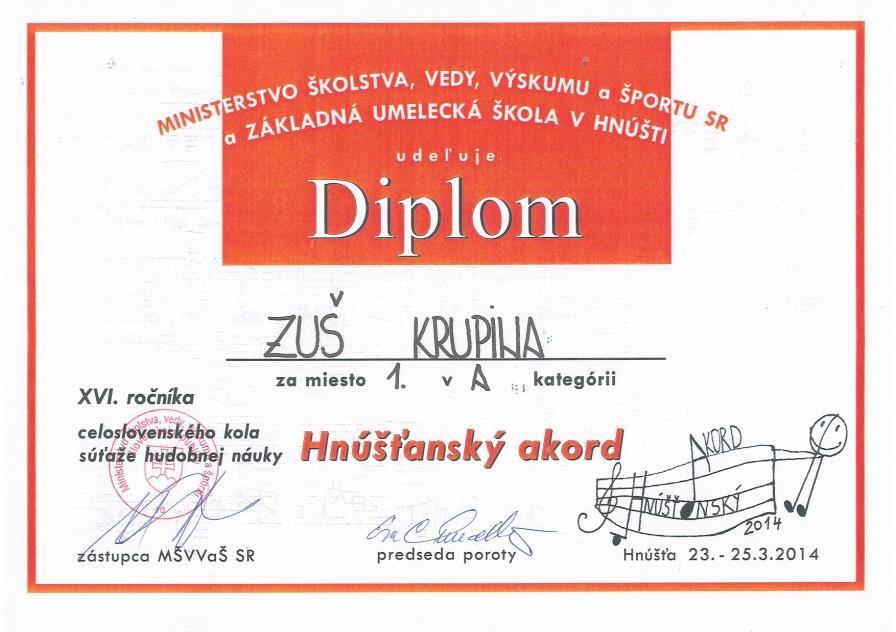 MINISTERSTVO ŠKOLSTVA, VEDY, VÝSKUMU a ŠPORTU SR
a ZÁKLADNÁ UMELECKÁ ŠKOLA V HNÚŠTI
udeľuje
Diplom
ZUŠ KRUPINA
za miesto 1. v A kategórii
XVI. ročníka
celoslovenského kola
súťaže hudobnej náuky
Hnúšťanský akord
AKORD
HNÚŠŤANSKÝ
2014
zástupca MŠVVaŠ SR
predseda poroty
Hnúšťa 23. - 25.3.2014